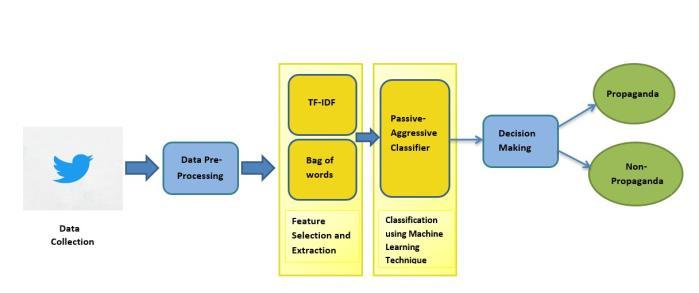 Data
Collection
Data Pre-
Processing
TF-IDF
Bag of
words
Feature
Selection and
Extraction
Passive-
Aggressive
Classifier
Classification
using Machine
Learning
Technique
Decision
Making
Propaganda
Non-
Propaganda